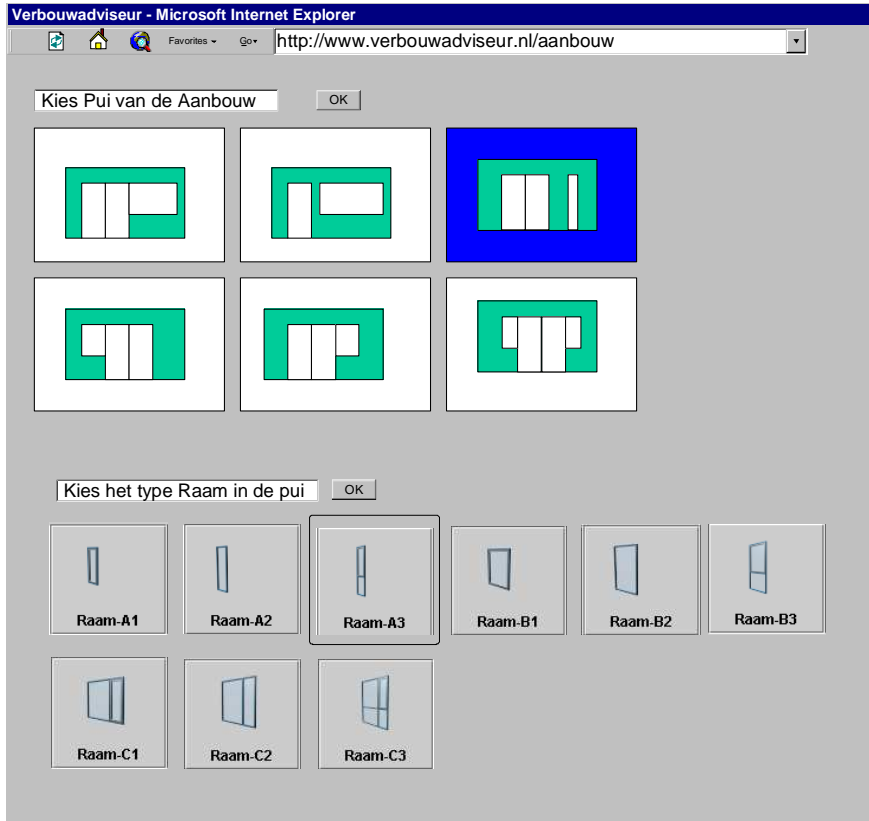 Verbouwadviseur - Microsoft Internet Explorer
Favorites Go http://www.verbouwadviseur.nl/aanbouw
Kies Pui van de Aanbouw OK
Kies het type Raam in de pui OK
Raam-A1 Raam-A2 Raam-A3 Raam-B1 Raam-B2 Raam-B3
Raam-C1 Raam-C2 Raam-C3